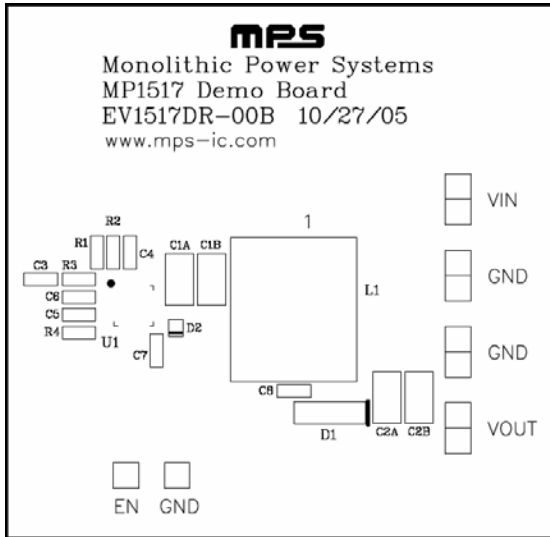 mps
Monolithic Power Systems
MP1517 Demo Board
EV1517DR-00B 10/27/05
www.mps-ic.com
VIN
R2
1
R1
C4
C1A
C1B
C3
R3
GND
L1
C6
C5
D2
R4
U1
C7
GND
C8
D1
C2A
C2B
VOUT
EN
GND